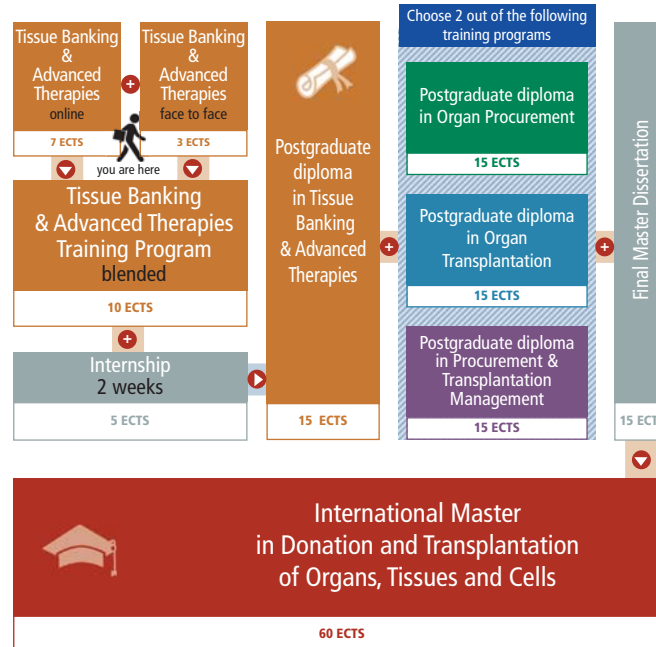 Tissue Banking
&
Advanced
Therapies
online
7 ECTS
Tissue Banking
&
Advanced
Therapies
face to face
3 ECTS
you are here
Tissue Banking
& Advanced Therapies
Training Program
blended
10 ECTS
Internship
2 weeks
5 ECTS
Postgraduate
diploma
in Tissue
Banking
& Advanced
Therapies
15 ECTS
Choose 2 out of the following
training programs
Postgraduate diploma
in Organ Procurement
15 ECTS
Postgraduate diploma
in Organ
Transplantation
15 ECTS
Postgraduate diploma
in Procurement &
Transplantation
Management
15 ECTS
Final Master Dissertation
15 ECT
International Master
in Donation and Transplantation
of Organs, Tissues and Cells
60 ECTS